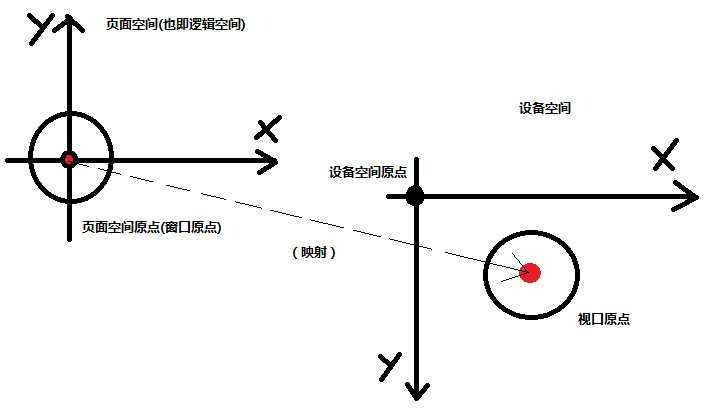 Y
页面空间(也即逻辑空间)
X
设备空间
X
设备空间原点
页面空间原点(窗口原点)
（映射）
视口原点
y